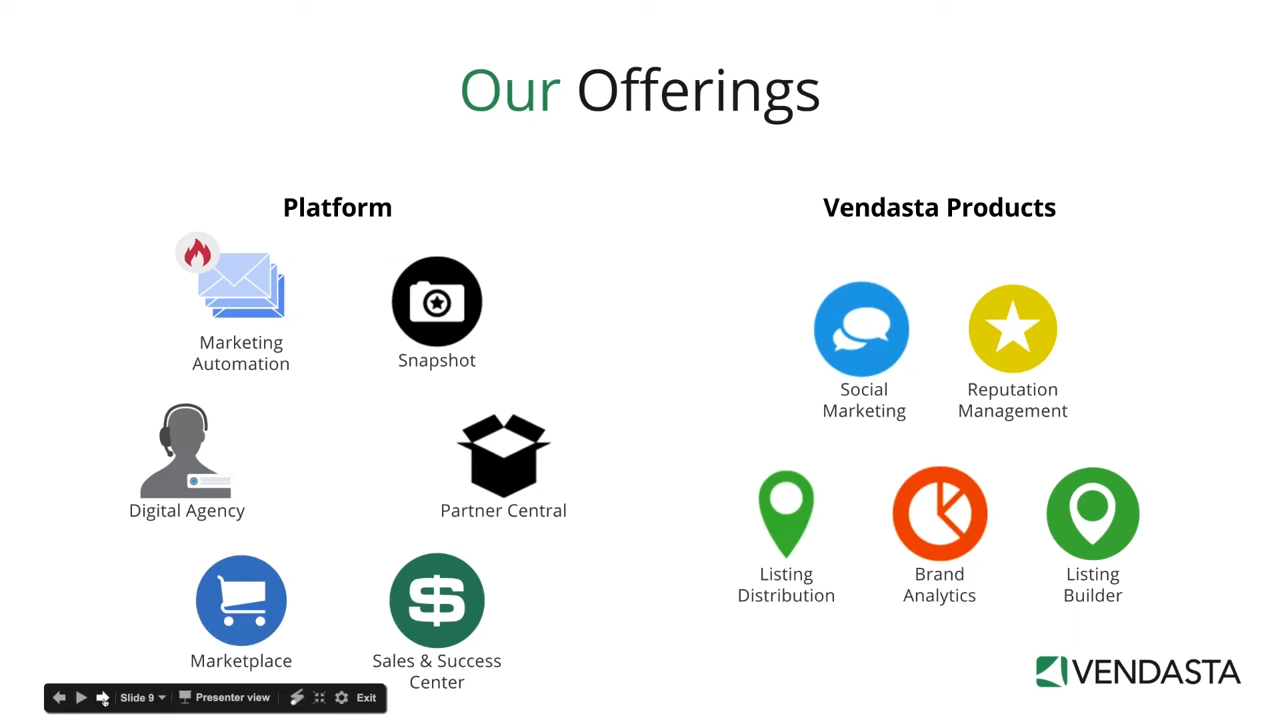 Our Offerings
Platform
Vendasta Products
Marketing
Automation
Snapshot
Digital Agency
Partner Central
Marketplace
Sales & Success
Center
Social
Marketing
Reputation
Management
Listing
Distribution
Brand
Analytics
Listing
Builder
VENDASTA
Slide 9
Presenter view
Exit